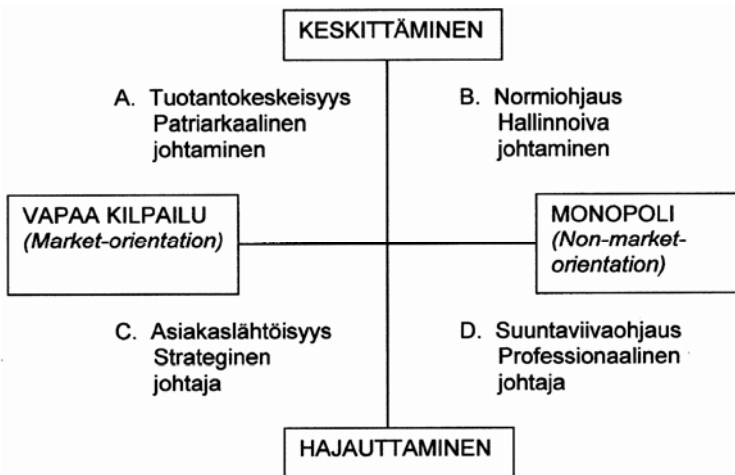 KESKITTÄMINEN
A. Tuotantokeskeisyys
Patriarkaalinen
johtaminen
B. Normiohjaus
Hallinnoiva
johtaminen
VAPAA KILPAILU
(Market-orientation)
MONOPOLI
(Non-market-
orientation)
C. Asiakaslähtöisyys
Strateginen
johtaja
D. Suuntaviivaohjaus
Professionaalinen
johtaja
HAJAUTTAMINEN